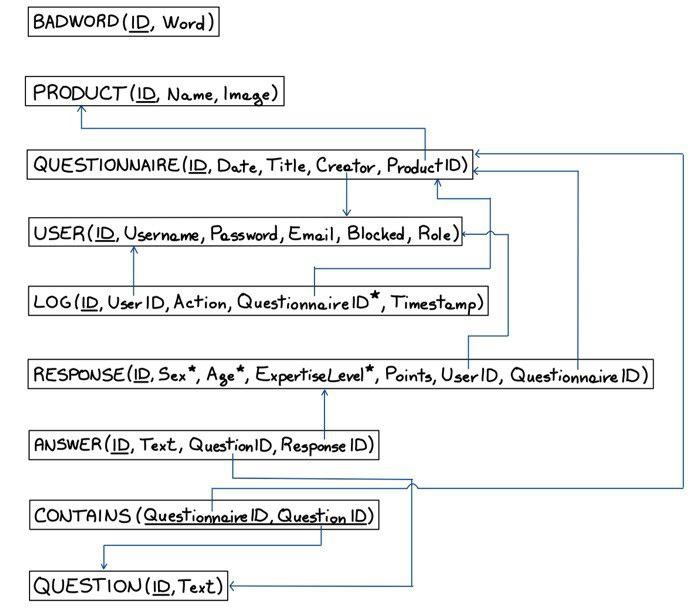 BADWORD(ID, Word)
PRODUCT(ID, Name, Image)
QUESTIONNAIRE(ID, Date, Title, Creator, ProductID)
USER(ID, Username, Password, Email, Blocked, Role)
LOG(ID, UserID, Action, QuestionnaireID*, Timestamp)
RESPONSE(ID, Sex*, Age*, ExpertiseLevel*, Points, UserID, QuestionnaireID)
ANSWER(ID, Text, QuestionID, ResponseID)
CONTAINS(QuestionnaireID, QuestionID)
QUESTION(ID, Text)